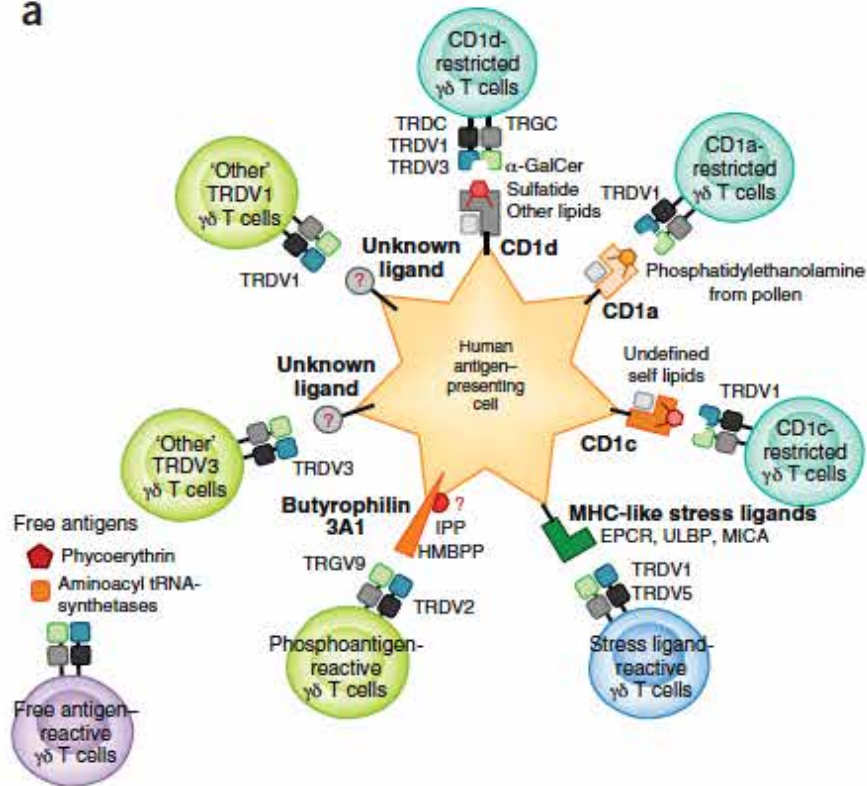 a
CD1d-
restricted
γδ T cells
TRDC
TRDV1
TRDV3
TRGC
α-GalCer
Sulfatide
Other lipids
CD1d
CD1a-
restricted
γδ T cells
TRDV1
Phosphatidylethanolamine
from pollen
CD1a
'Other'
TRDV1
γδ T cells
TRDV1
Unknown
ligand
?
Human
antigen–
presenting
cell
Undefined
self lipids
TRDV1
CD1c
CD1c-
restricted
γδ T cells
Unknown
ligand
?
'Other'
TRDV3
γδ T cells
TRDV3
Butyrophilin
3A1
?
IPP
HMBPP
TRGV9
TRDV2
Phosphoantigen-
reactive
γδ T cells
MHC-like stress ligands
EPCR, ULBP, MICA
TRDV1
TRDV5
Stress ligand-
reactive
γδ T cells
Free antigens
Phycoerythrin
Aminoacyl tRNA-
synthetases
Free antigen–
reactive
γδ T cells